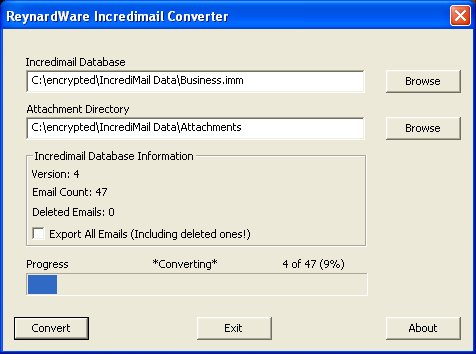 ReynardWare Incredimail Converter
Incredimail Database
C:\encrypted\IncrediMail Data\Business.imm
Browse
Attachment Directory
C:\encrypted\IncrediMail Data\Attachments
Browse
Incredimail Database Information
Version: 4
Email Count: 47
Deleted Emails: 0
Export All Emails (Including deleted ones!)
Progress *Converting* 4 of 47 (9%)
Convert Exit About